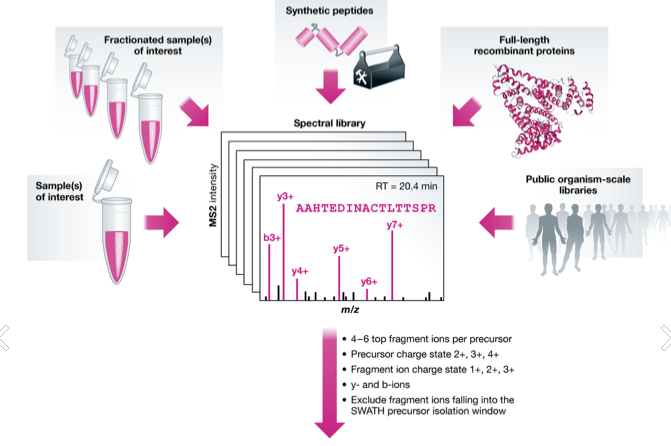 Synthetic peptides
Fractionated sample(s)
of interest
Full-length
recombinant proteins
Spectral library
Sample(s)
of interest
Public organism-scale
libraries
MS2 intensity
RT = 20.4 min
y3+
AAHTEDINACTLTTSPR
b3+
y7+
y5+
y4+
y6+
m/z
• 4–6 top fragment ions per precursor
• Precursor charge state 2+, 3+, 4+
• Fragment ion charge state 1+, 2+, 3+
• y- and b-ions
• Exclude fragment ions falling into the
SWATH precursor isolation window